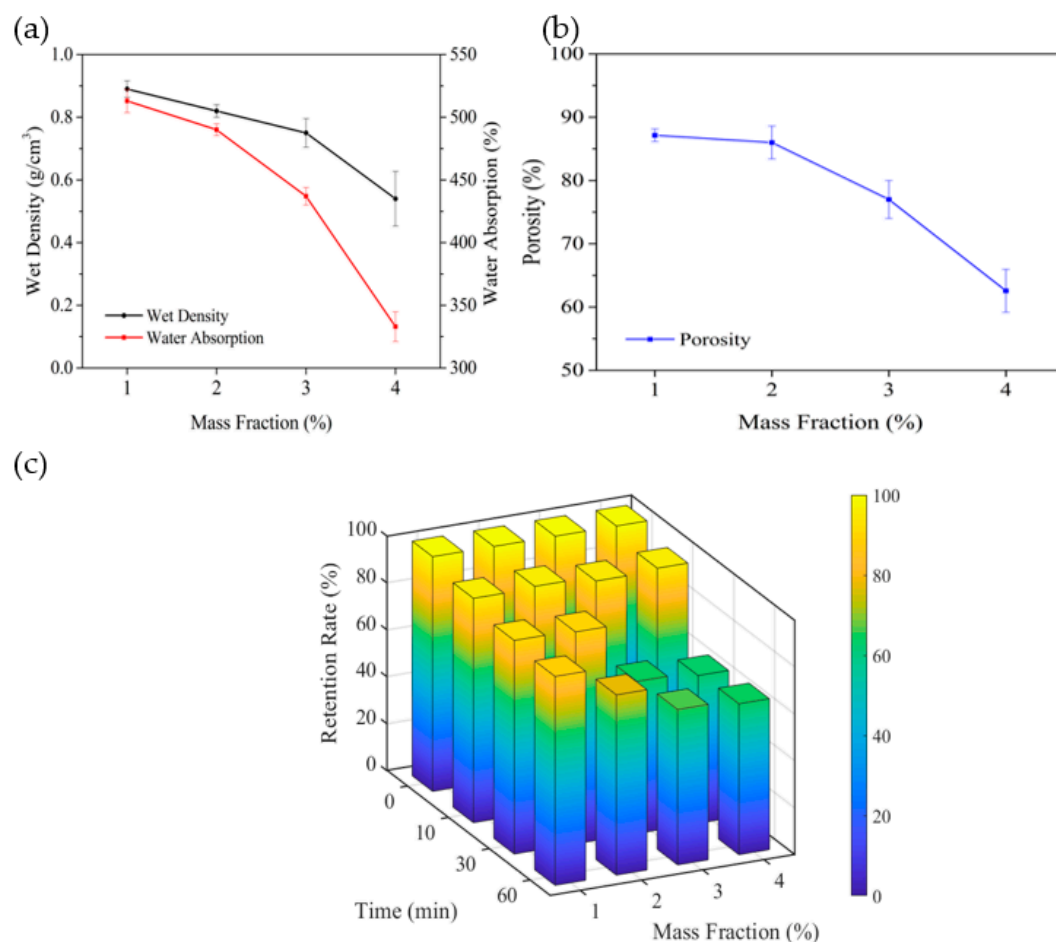 (a)
1.0
0.8
0.6
0.4
0.2
0.0
Wet Density (g/cm³)
550
500
450
400
350
300
Water Absorption (%)
Wet Density
Water Absorption
1 2 3 4
Mass Fraction (%)
(b)
100
90
80
70
60
50
Porosity (%)
Porosity
1 2 3 4
Mass Fraction (%)
(c)
100
80
60
40
20
0
Retention Rate (%)
0
10
30
60
Time (min)
1
2
3
4
Mass Fraction (%)
100
80
60
40
20
0